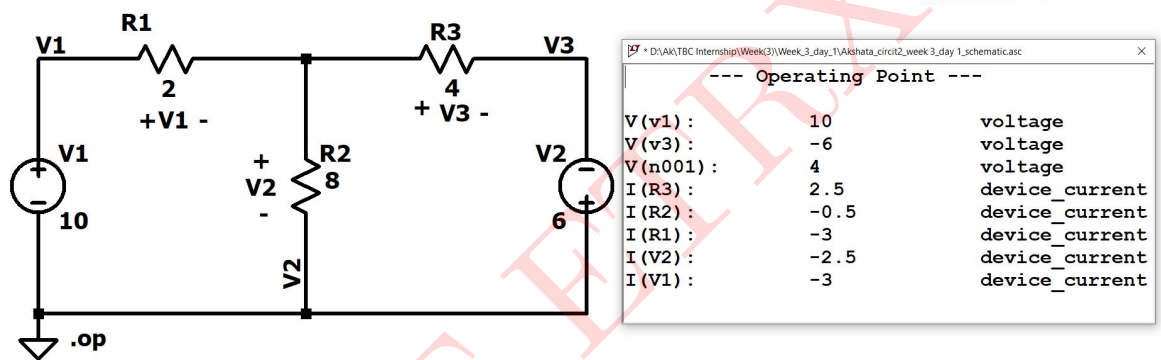 R1
V1
2
+V1 -
R3
V3
4
+ V3 -
V1
10
+
V2
-
R2
8
V2
V2
6
.op
* D:\Ak\TBC Internship\Week(3)\Week_3_day_1\Akshata_circit2_week 3_day 1_schematic.asc
--- Operating Point ---
V(v1): 10 voltage
V(v3): -6 voltage
V(n001): 4 voltage
I(R3): 2.5 device_current
I(R2): -0.5 device_current
I(R1): -3 device_current
I(V2): -2.5 device_current
I(V1): -3 device_current
ETRX